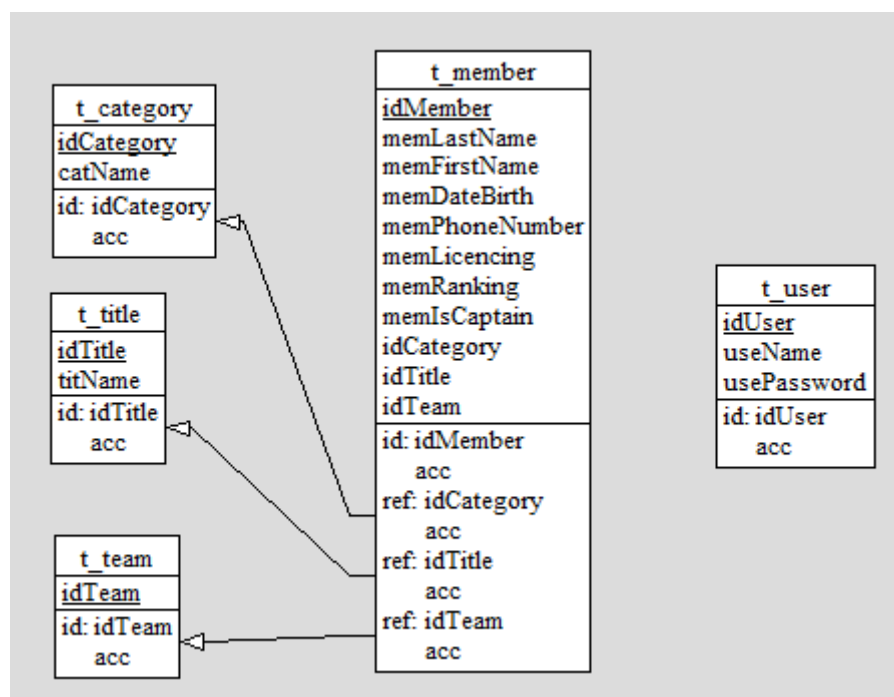 t_category
idCategory
catName
id: idCategory
acc
t_title
idTitle
titName
id: idTitle
acc
t_team
idTeam
id: idTeam
acc
t_member
idMember
memLastName
memFirstName
memDateBirth
memPhoneNumber
memLicencing
memRanking
memIsCaptain
idCategory
idTitle
idTeam
id: idMember
acc
ref: idCategory
acc
ref: idTitle
acc
ref: idTeam
acc
t_user
idUser
useName
usePassword
id: idUser
acc